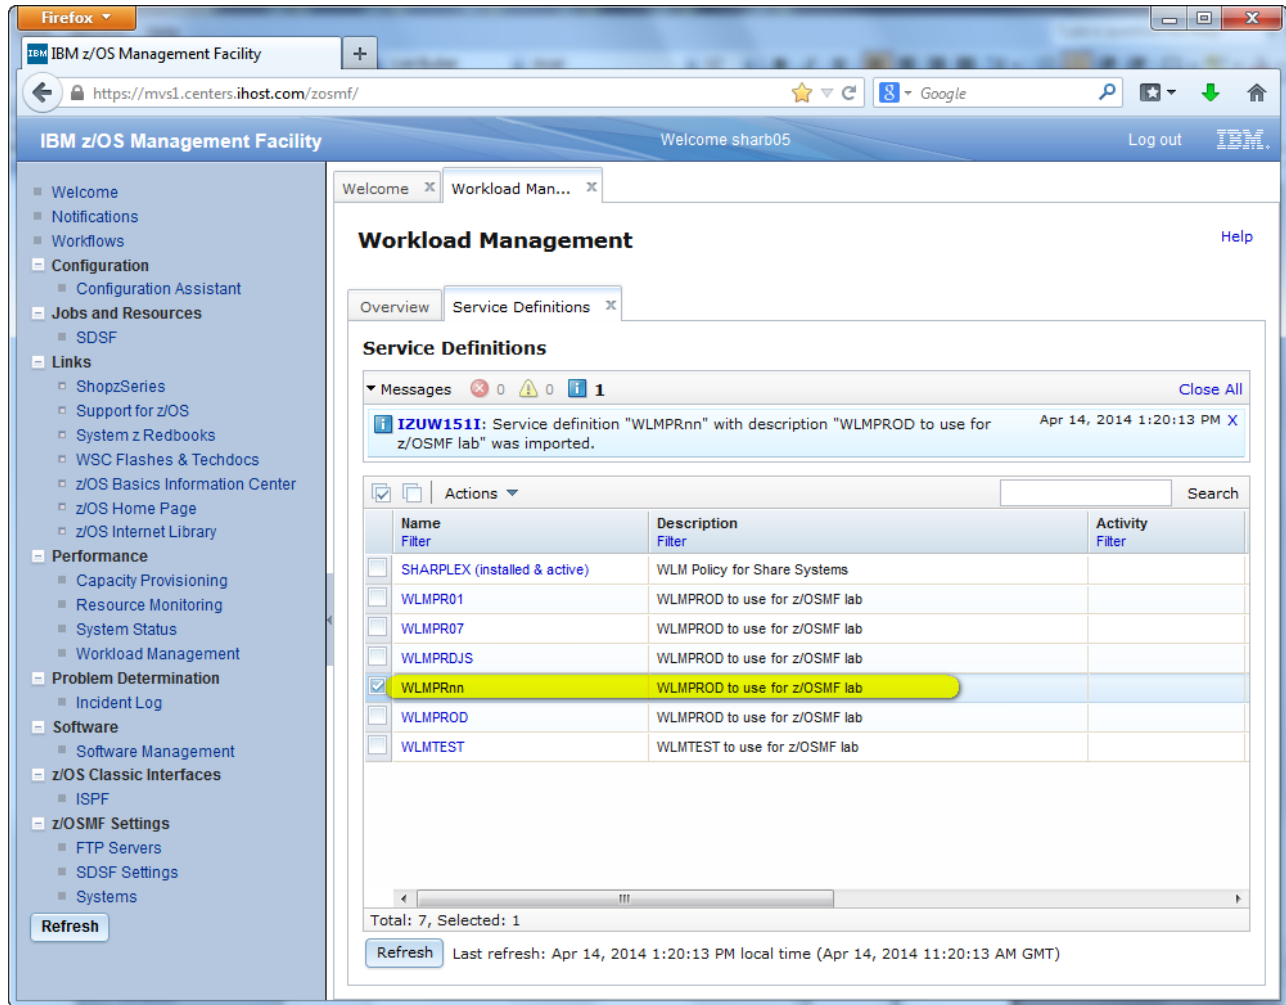 Firefox
IBM IBM z/OS Management Facility
https://mvs1.centers.ihost.com/zosmf/
8 Google
IBM z/OS Management Facility Welcome sharb05 Log out IBM.
Welcome
Notifications
Workflows
Configuration
Configuration Assistant
Jobs and Resources
SDSF
Links
ShopzSeries
Support for z/OS
System z Redbooks
WSC Flashes & Techdocs
z/OS Basics Information Center
z/OS Home Page
z/OS Internet Library
Performance
Capacity Provisioning
Resource Monitoring
System Status
Workload Management
Problem Determination
Incident Log
Software
Software Management
z/OS Classic Interfaces
ISPF
z/OSMF Settings
FTP Servers
SDSF Settings
Systems
Refresh
Welcome X Workload Man... X
Workload Management Help
Overview Service Definitions X
Service Definitions
Messages 0 0 1 Close All
IZUW151I: Service definition "WLMPRnn" with description "WLMPROD to use for Apr 14, 2014 1:20:13 PM X
z/OSMF lab" was imported.
Actions Search
Name Description Activity
Filter Filter Filter
SHARPLEX (installed & active) WLM Policy for Share Systems
WLMPR01 WLMPROD to use for z/OSMF lab
WLMPR07 WLMPROD to use for z/OSMF lab
WLMPRDJS WLMPROD to use for z/OSMF lab
WLMPRnn WLMPROD to use for z/OSMF lab
WLMPROD WLMPROD to use for z/OSMF lab
WLMTEST WLMTEST to use for z/OSMF lab
Total: 7, Selected: 1
Refresh Last refresh: Apr 14, 2014 1:20:13 PM local time (Apr 14, 2014 11:20:13 AM GMT)